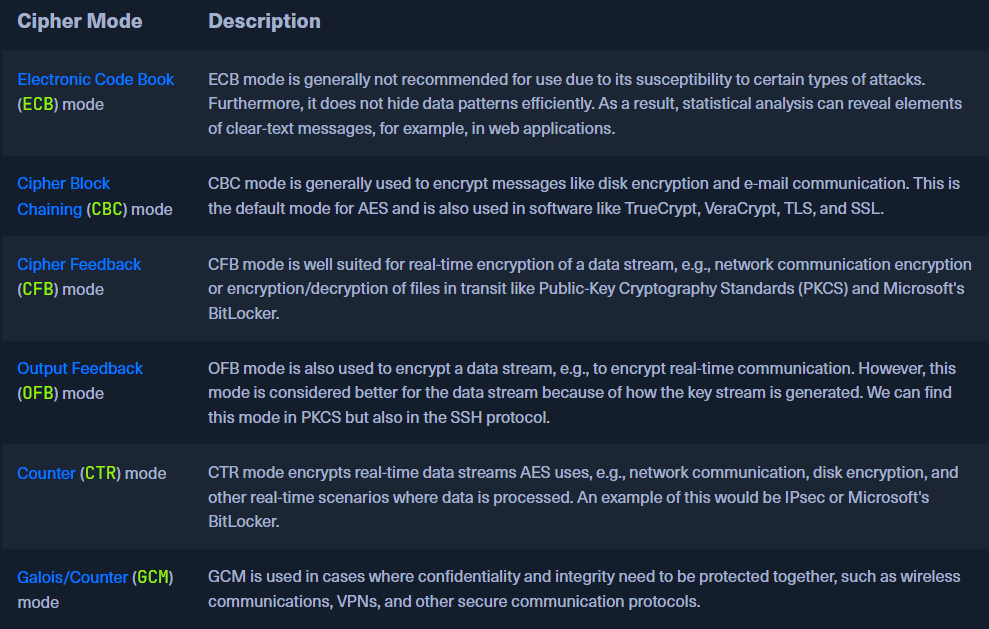 Cipher Mode Description
Electronic Code Book ECB mode is generally not recommended for use due to its susceptibility to certain types of attacks.
(ECB) mode Furthermore, it does not hide data patterns efficiently. As a result, statistical analysis can reveal elements
of clear-text messages, for example, in web applications.
Cipher Block CBC mode is generally used to encrypt messages like disk encryption and e-mail communication. This is
Chaining (CBC) mode the default mode for AES and is also used in software like TrueCrypt, VeraCrypt, TLS, and SSL.
Cipher Feedback CFB mode is well suited for real-time encryption of a data stream, e.g., network communication encryption
(CFB) mode or encryption/decryption of files in transit like Public-Key Cryptography Standards (PKCS) and Microsoft's
BitLocker.
Output Feedback OFB mode is also used to encrypt a data stream, e.g., to encrypt real-time communication. However, this
(OFB) mode mode is considered better for the data stream because of how the key stream is generated. We can find
this mode in PKCS but also in the SSH protocol.
Counter (CTR) mode CTR mode encrypts real-time data streams AES uses, e.g., network communication, disk encryption, and
other real-time scenarios where data is processed. An example of this would be IPsec or Microsoft's
BitLocker.
Galois/Counter (GCM) GCM is used in cases where confidentiality and integrity need to be protected together, such as wireless
mode communications, VPNs, and other secure communication protocols.